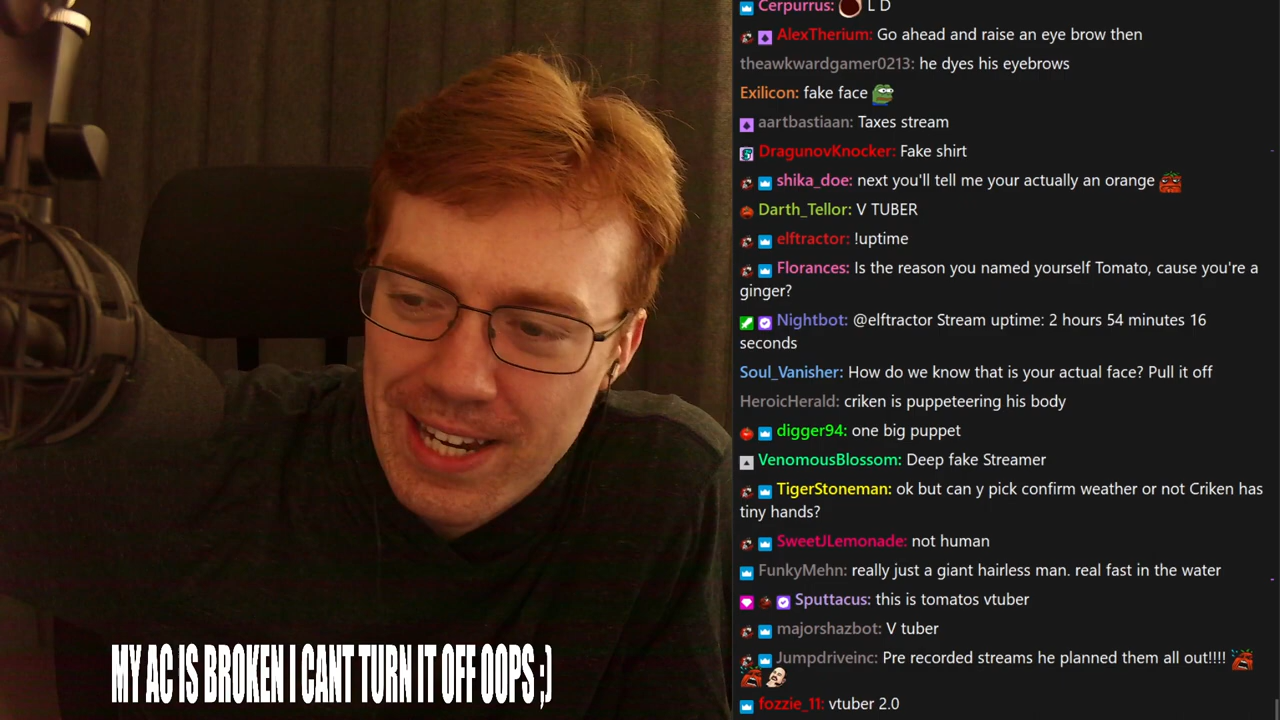 Cerpurrus: L D
AlexTherium: Go ahead and raise an eye brow then
theawkwardgamer0213: he dyes his eyebrows
Exilicon: fake face
aartbastiaan: Taxes stream
DragunovKnocker: Fake shirt
shika_doe: next you'll tell me your actually an orange
Darth_Tellor: V TUBER
elftractor: !uptime
Florances: Is the reason you named yourself Tomato, cause you're a
ginger?
Nightbot: @elftractor Stream uptime: 2 hours 54 minutes 16
seconds
Soul_Vanisher: How do we know that is your actual face? Pull it off
HeroicHerald: criken is puppeteering his body
digger94: one big puppet
VenomousBlossom: Deep fake Streamer
TigerStoneman: ok but can y pick confirm weather or not Criken has
tiny hands?
SweetJLemonade: not human
FunkyMehn: really just a giant hairless man. real fast in the water
Sputtacus: this is tomatos vtuber
majorshazbot: V tuber
Jumpdriveinc: Pre recorded streams he planned them all out!!!!
fozzie_11: vtuber 2.0
MY AC IS BROKEN I CANT TURN IT OFF OOPS ;)